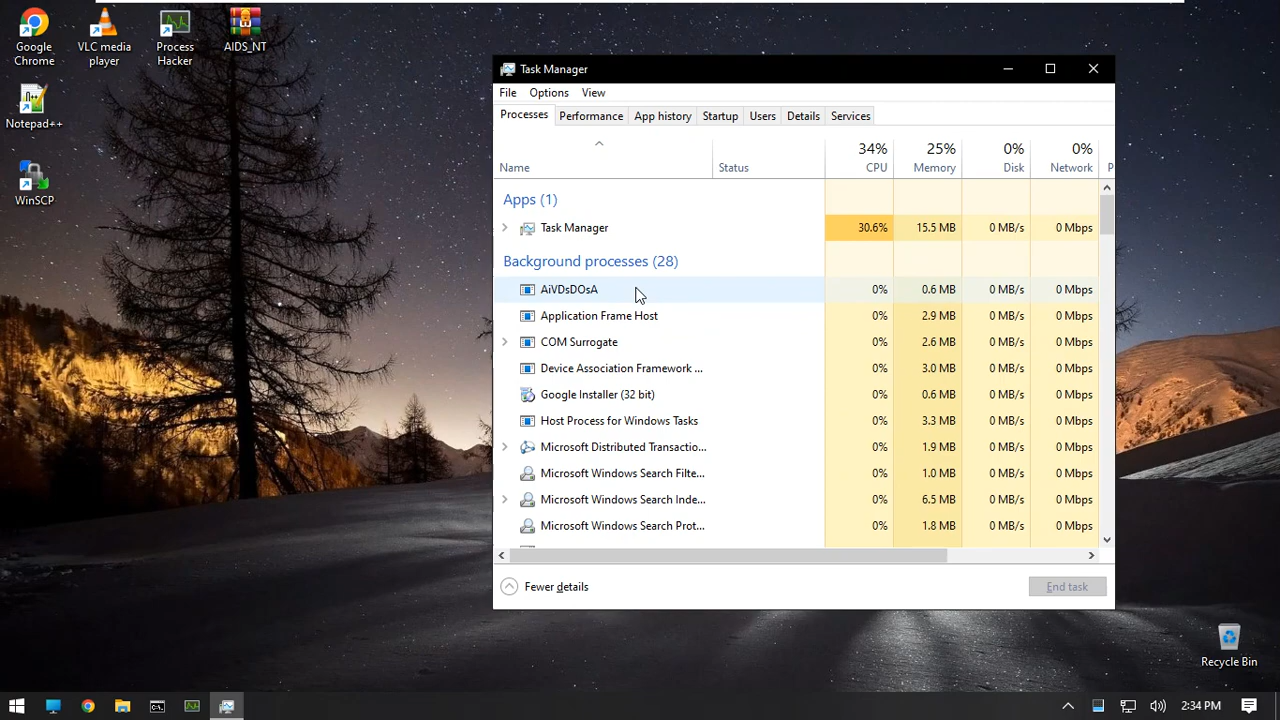 Google
Chrome
VLC media
player
Process
Hacker
AIDS_NT
Notepad++
WinSCP
Task Manager
File Options View
Processes Performance App history Startup Users Details Services
34% 25% 0% 0%
Name Status CPU Memory Disk Network P
Apps (1)
Task Manager 30.6% 15.5 MB 0 MB/s 0 Mbps
Background processes (28)
AiVDsDOsA 0% 0.6 MB 0 MB/s 0 Mbps
Application Frame Host 0% 2.9 MB 0 MB/s 0 Mbps
COM Surrogate 0% 2.6 MB 0 MB/s 0 Mbps
Device Association Framework ... 0% 3.0 MB 0 MB/s 0 Mbps
Google Installer (32 bit) 0% 0.6 MB 0 MB/s 0 Mbps
Host Process for Windows Tasks 0% 3.3 MB 0 MB/s 0 Mbps
Microsoft Distributed Transactio... 0% 1.9 MB 0 MB/s 0 Mbps
Microsoft Windows Search Filte... 0% 1.0 MB 0 MB/s 0 Mbps
Microsoft Windows Search Inde... 0% 6.5 MB 0 MB/s 0 Mbps
Microsoft Windows Search Prot... 0% 1.8 MB 0 MB/s 0 Mbps
Fewer details End task
Recycle Bin
2:34 PM